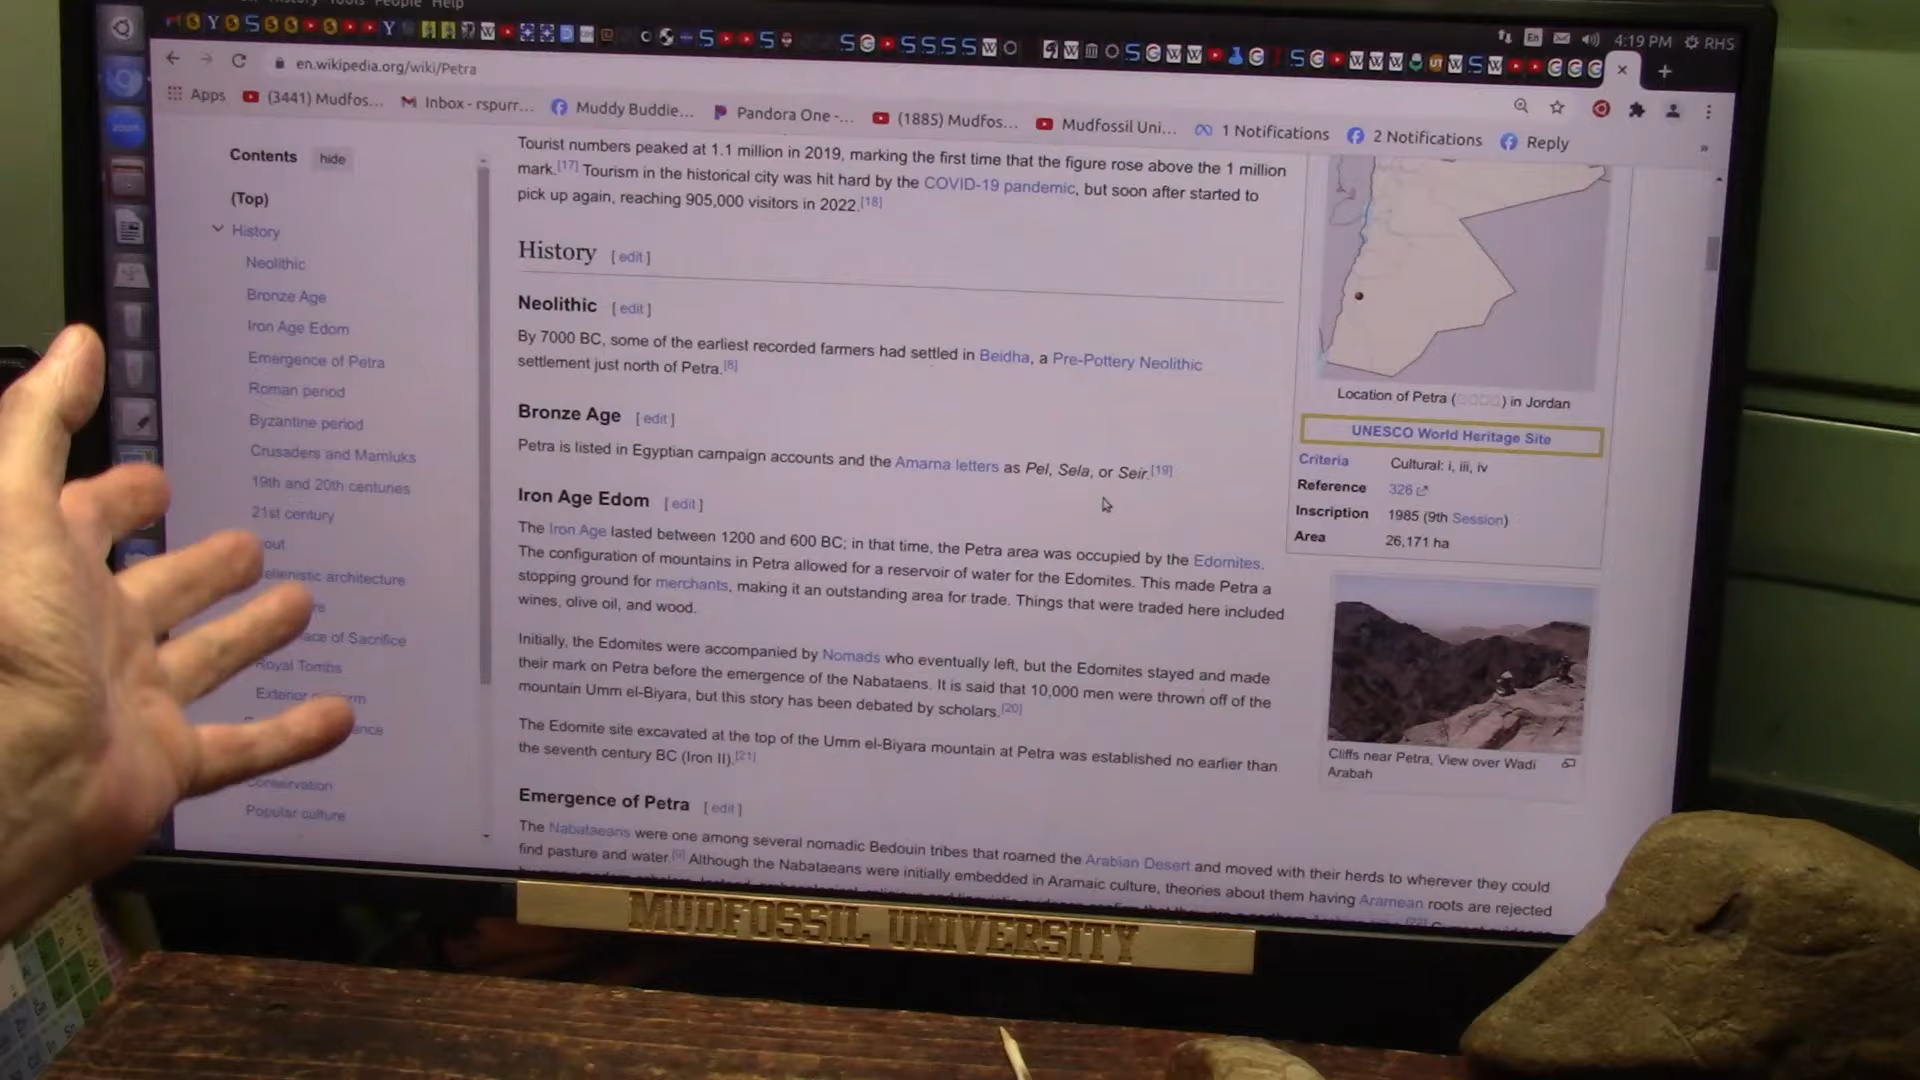 History Tools People Help
4:19 PM RHS
en.wikipedia.org/wiki/Petra
Apps
(3441) Mudfos...
Inbox - rspurr...
Muddy Buddie...
Pandora One -...
(1885) Mudfos...
Mudfossil Uni...
1 Notifications
2 Notifications
Reply
Contents hide
(Top)
History
Neolithic
Bronze Age
Iron Age Edom
Emergence of Petra
Roman period
Byzantine period
Crusaders and Mamluks
19th and 20th centuries
21st century
out
ellenistic architecture
re
ace of Sacrifice
Royal Tombs
Exterior
ence
Conservation
Popular culture
Tourist numbers peaked at 1.1 million in 2019, marking the first time that the figure rose above the 1 million
mark.[17] Tourism in the historical city was hit hard by the COVID-19 pandemic, but soon after started to
pick up again, reaching 905,000 visitors in 2022.[18]
History [ edit ]
Neolithic [ edit ]
By 7000 BC, some of the earliest recorded farmers had settled in Beidha, a Pre-Pottery Neolithic
settlement just north of Petra.[8]
Bronze Age [ edit ]
Petra is listed in Egyptian campaign accounts and the Amarna letters as Pel, Sela, or Seir.[19]
Iron Age Edom [ edit ]
The Iron Age lasted between 1200 and 600 BC; in that time, the Petra area was occupied by the Edomites.
The configuration of mountains in Petra allowed for a reservoir of water for the Edomites. This made Petra a
stopping ground for merchants, making it an outstanding area for trade. Things that were traded here included
wines, olive oil, and wood.
Initially, the Edomites were accompanied by Nomads who eventually left, but the Edomites stayed and made
their mark on Petra before the emergence of the Nabataens. It is said that 10,000 men were thrown off of the
mountain Umm el-Biyara, but this story has been debated by scholars.[20]
The Edomite site excavated at the top of the Umm el-Biyara mountain at Petra was established no earlier than
the seventh century BC (Iron II).[21]
Emergence of Petra [ edit ]
The Nabataeans were one among several nomadic Bedouin tribes that roamed the Arabian Desert and moved with their herds to wherever they could
find pasture and water.[9] Although the Nabataeans were initially embedded in Aramaic culture, theories about them having Aramean roots are rejected
Location of Petra ( ) in Jordan
UNESCO World Heritage Site
Criteria Cultural: i, iii, iv
Reference 326
Inscription 1985 (9th Session)
Area 26,171 ha
Cliffs near Petra, View over Wadi
Arabah
MUDFOSSIL UNIVERSITY